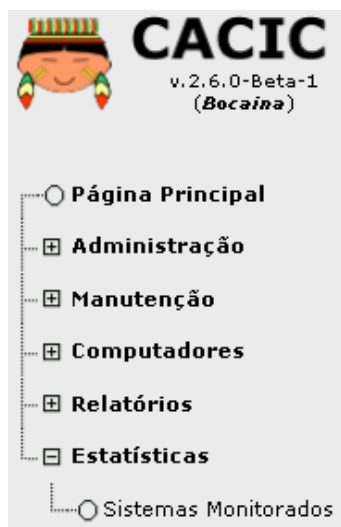 CACIC
v.2.6.0-Beta-1
(Bocaina)
Página Principal
Administração
Manutenção
Computadores
Relatórios
Estatísticas
Sistemas Monitorados